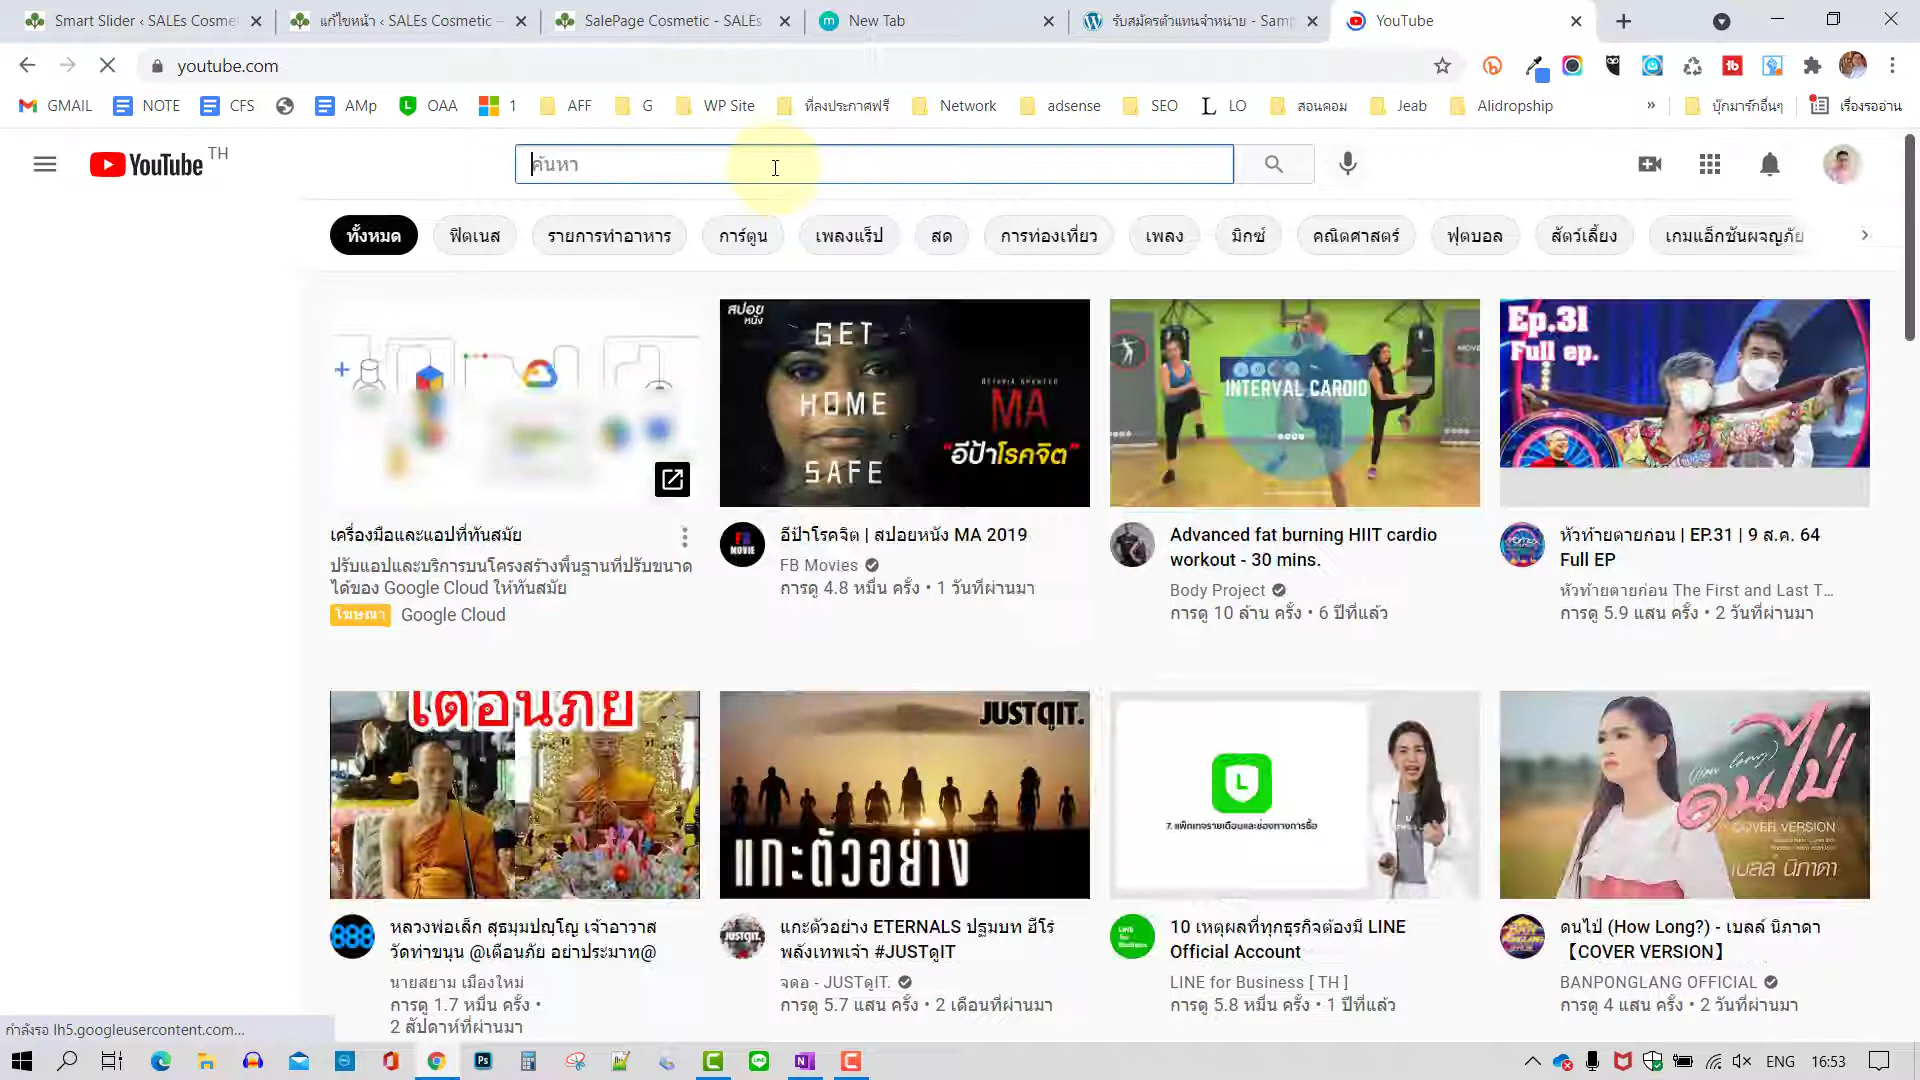 Smart Slider ‹ SALEs Cosme
แก้ไขหน้า ‹ SALEs Cosmetic –
SalePage Cosmetic - SALEs
New Tab
รับสมัครตัวแทนจำหน่าย - Samp
YouTube
youtube.com
GMAIL
NOTE
CFS
AMp
OAA
1
AFF
G
WP Site
ที่ลงประกาศฟรี
Network
adsense
SEO
LO
สอนคอม
Jeab
Alidropship
»
บุ๊กมาร์กอื่นๆ
เรื่องรออ่าน
YouTube TH
ค้นหา
ทั้งหมด
ฟิตเนส
รายการทำอาหาร
การ์ตูน
เพลงแร็ป
สด
การท่องเที่ยว
เพลง
มิกซ์
คณิตศาสตร์
ฟุตบอล
สัตว์เลี้ยง
เกมแอ็กชันผจญภัย
สปอยหนัง
GET
HOME
SAFE
OCTAVIA SPENCER
MA
"อีป้าโรคจิต"
INTERVAL CARDIO
Ep.31
Full ep.
เครื่องมือและแอปที่ทันสมัย
ปรับแอปและบริการบนโครงสร้างพื้นฐานที่ปรับขนาด
ได้ของ Google Cloud ให้ทันสมัย
โฆษณา Google Cloud
FB MOVIE
อีป้าโรคจิต | สปอยหนัง MA 2019
FB Movies
การดู 4.8 หมื่น ครั้ง • 1 วันที่ผ่านมา
Advanced fat burning HIIT cardio
workout - 30 mins.
Body Project
การดู 10 ล้าน ครั้ง • 6 ปีที่แล้ว
หัวท้ายตายก่อน | EP.31 | 9 ส.ค. 64
Full EP
หัวท้ายตายก่อน The First and Last T...
การดู 5.9 แสน ครั้ง • 2 วันที่ผ่านมา
เตือนภัย
JUSTดูIT.
แกะตัวอย่าง
L
7. แพ็กเกจรายเดือนและช่องทางการซื้อ
(How Long?)
ดนไป่
COVER VERSION
เบลล์ นิภาดา
888
หลวงพ่อเล็ก สุธมฺมปญฺโญ เจ้าอาวาส
วัดท่าขนุน @เตือนภัย อย่าประมาท@
นายสยาม เมืองใหม่
การดู 1.7 หมื่น ครั้ง •
2 สัปดาห์ที่ผ่านมา
JUSTดูIT.
แกะตัวอย่าง ETERNALS ปฐมบท ฮีโร่
พลังเทพเจ้า #JUSTดูIT
จดอ - JUSTดูIT.
การดู 5.7 แสน ครั้ง • 2 เดือนที่ผ่านมา
10 เหตุผลที่ทุกธุรกิจต้องมี LINE
Official Account
LINE for Business [ TH ]
การดู 5.8 หมื่น ครั้ง • 1 ปีที่แล้ว
ดนไป่ (How Long?) - เบลล์ นิภาดา
【COVER VERSION】
BANPONGLANG OFFICIAL
การดู 4 แสน ครั้ง • 2 วันที่ผ่านมา
กำลังรอ lh5.googleusercontent.com...
ENG
16:53